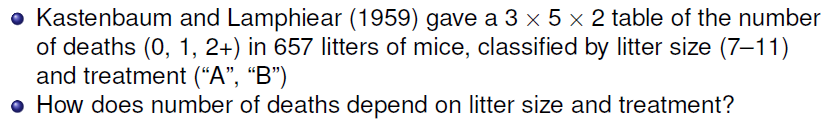 Kastenbaum and Lamphiear (1959) gave a 3 × 5 × 2 table of the number
of deaths (0, 1, 2+) in 657 litters of mice, classified by litter size (7–11)
and treatment (“A”, “B”)
How does number of deaths depend on litter size and treatment?